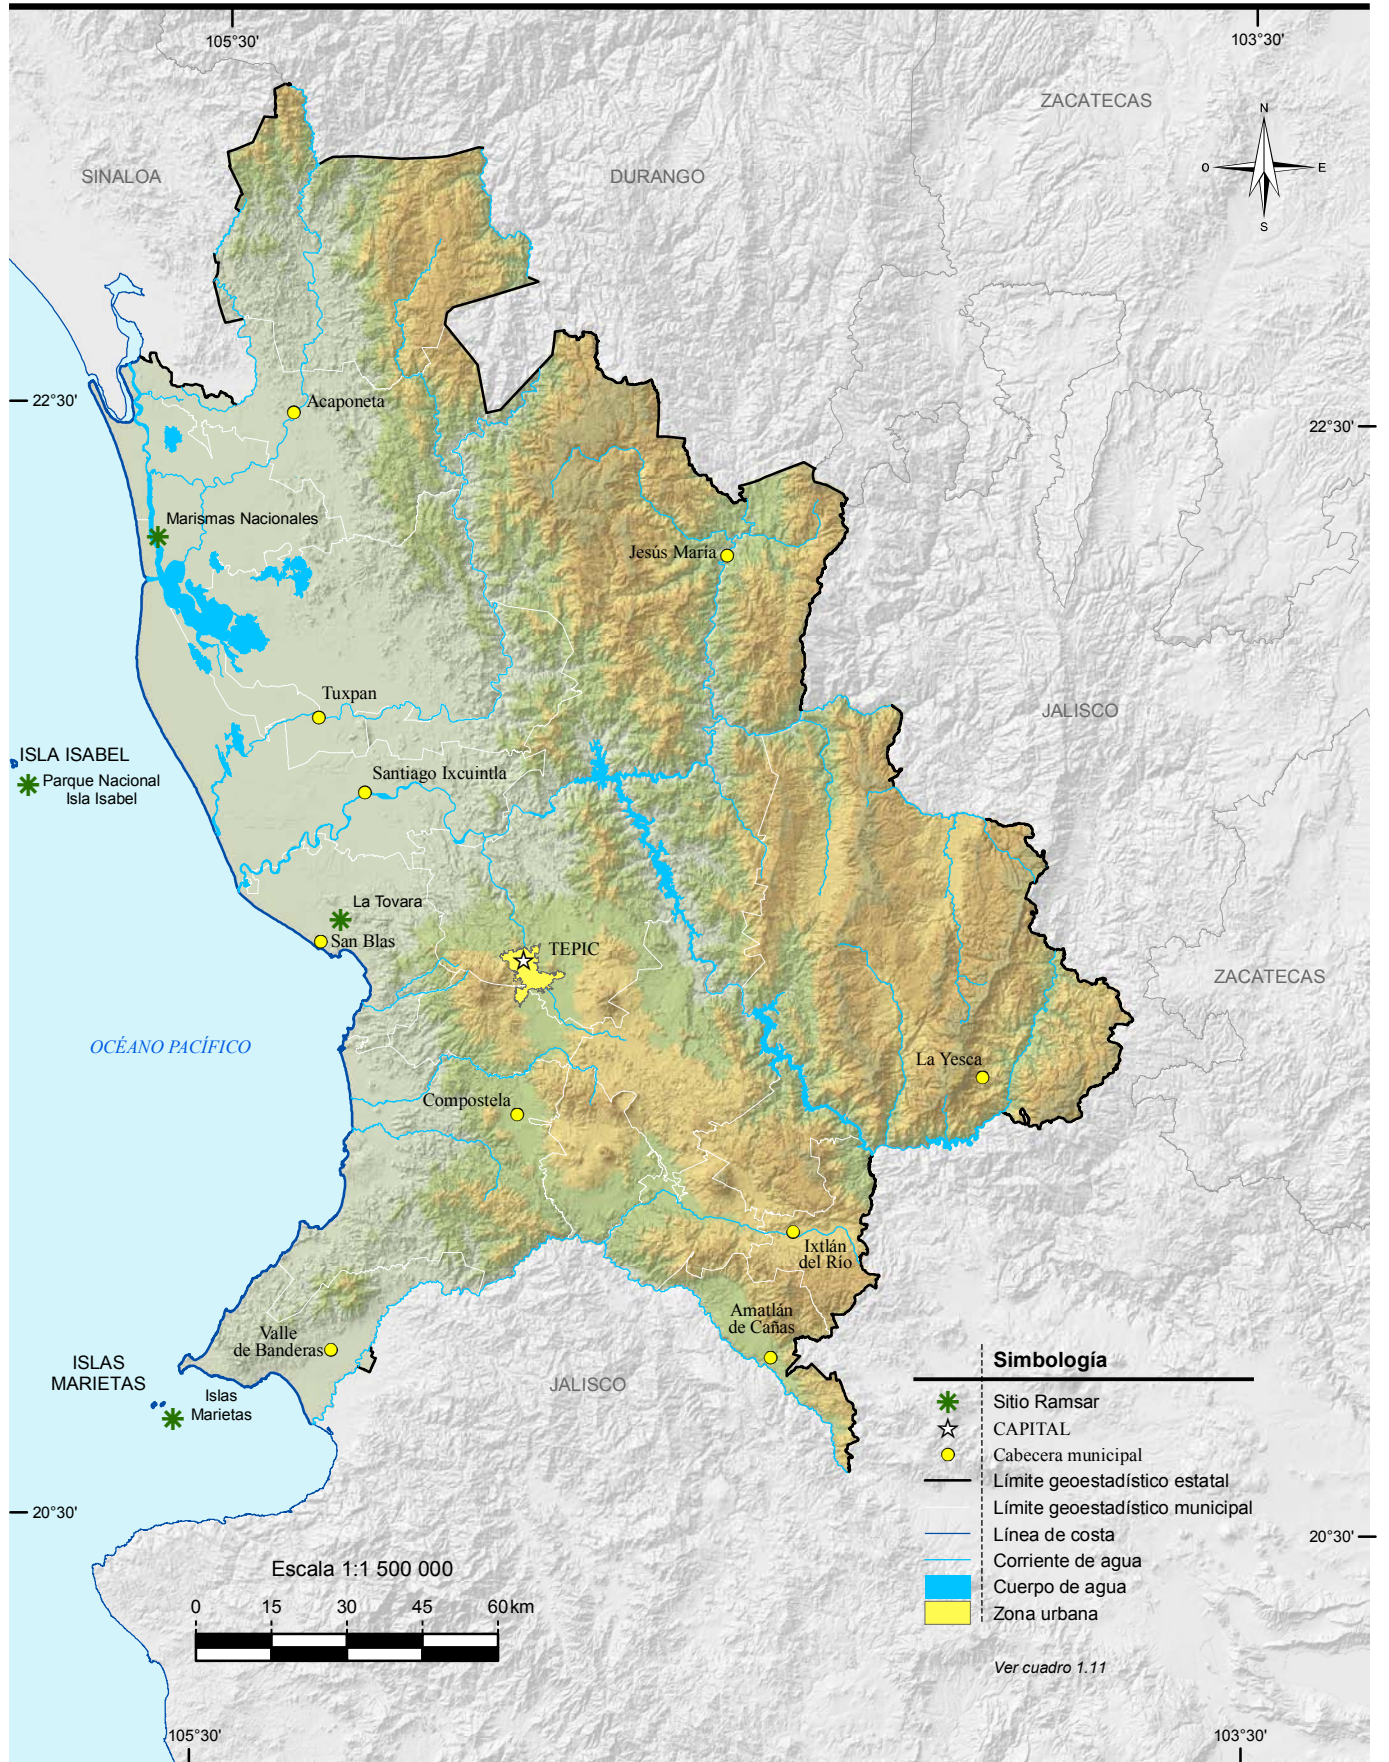 105°30'
103°30'
ZACATECAS
N
O
E
S
SINALOA
DURANGO
22°30'
Acaponeta
22°30'
Marismas Nacionales
Jesús María
Tuxpan
JALISCO
ISLA ISABEL
Parque Nacional
Isla Isabel
Santiago Ixcuintla
La Tovara
San Blas
TEPIC
ZACATECAS
OCÉANO PACÍFICO
La Yesca
Compostela
Ixtlán
del Río
Amatlán
de Cañas
Valle
de Banderas
ISLAS
MARIETAS
Islas
Marietas
JALISCO
Simbología
Sitio Ramsar
CAPITAL
Cabecera municipal
Límite geoestadístico estatal
Límite geoestadístico municipal
Línea de costa
Corriente de agua
Cuerpo de agua
Zona urbana
Ver cuadro 1.11
20°30'
20°30'
Escala 1:1 500 000
0 15 30 45 60 km
105°30'
103°30'